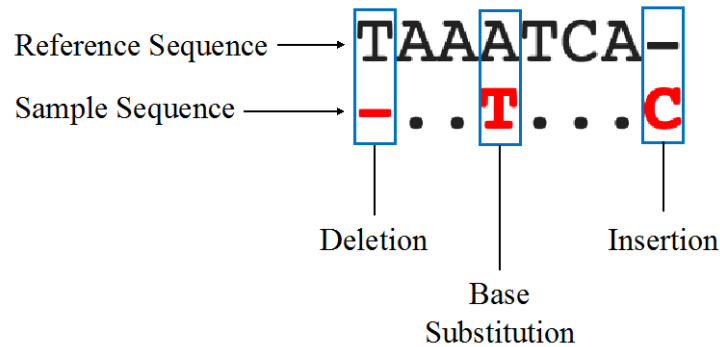 Reference Sequence TAAATCA–
Sample Sequence –..T...C
Deletion
Insertion
Base
Substitution